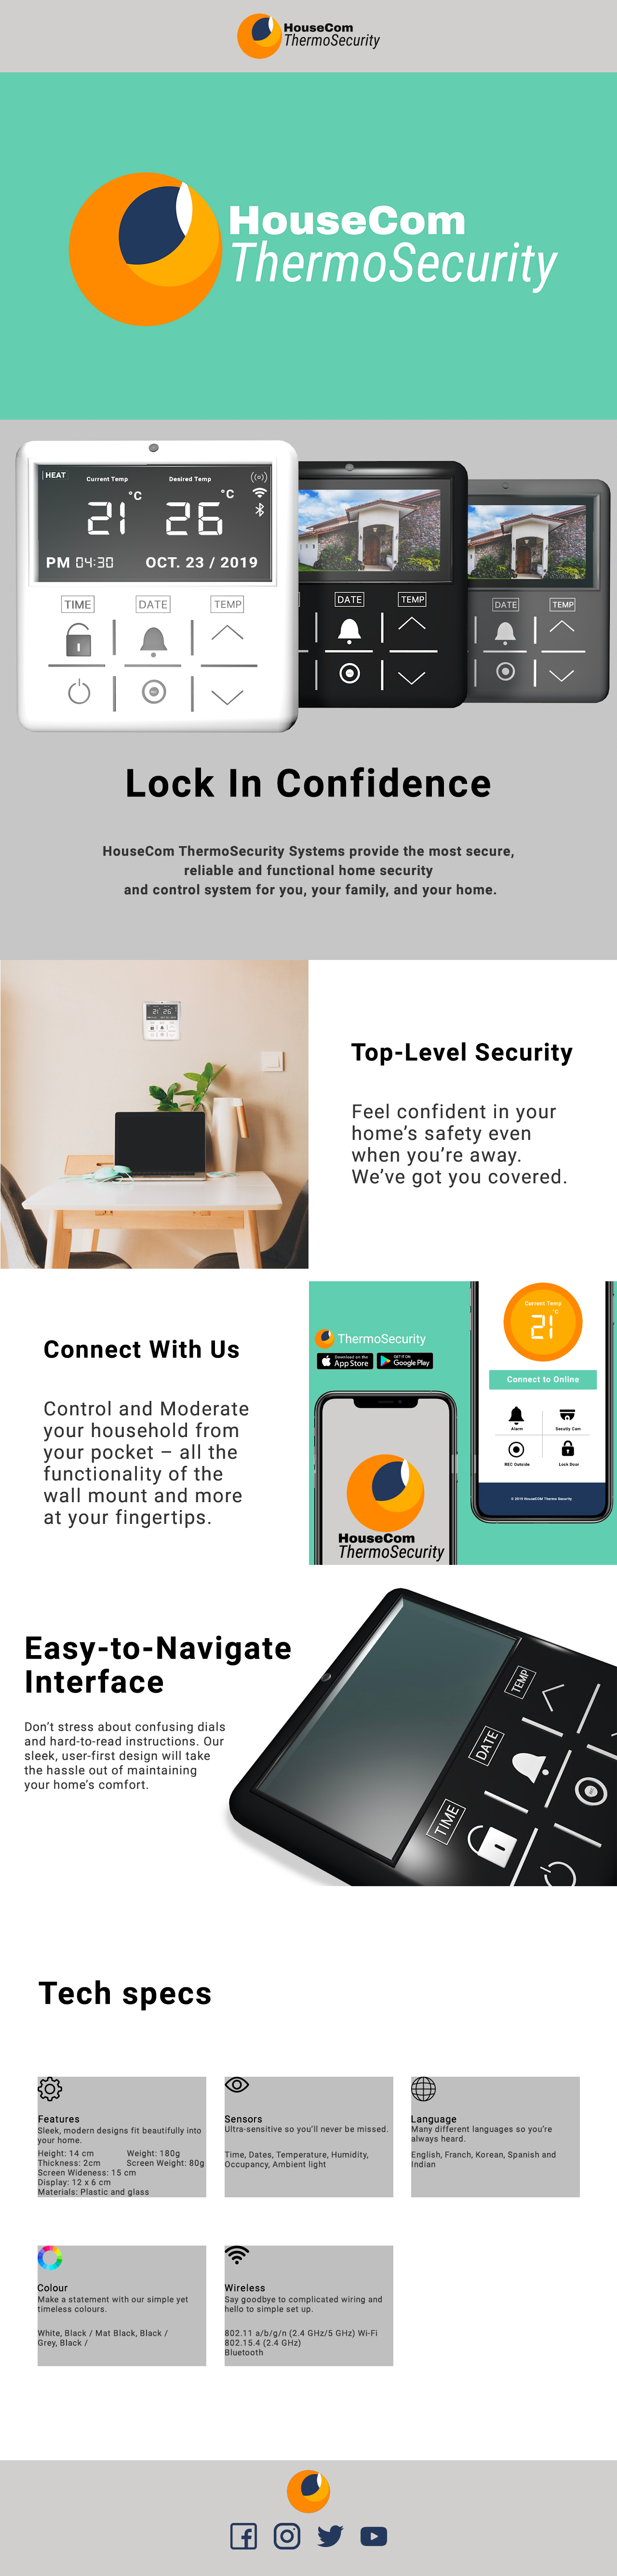 HouseCom
ThermoSecurity
HouseCom
ThermoSecurity
HEAT
Current Temp
Desired Temp
21 °C
26 °C
PM 04:30
OCT. 23 / 2019
TIME
DATE
TEMP
DATE
TEMP
DATE
TEMP
Lock In Confidence
HouseCom ThermoSecurity Systems provide the most secure,
reliable and functional home security
and control system for you, your family, and your home.
21 26
Top-Level Security
Feel confident in your
home's safety even
when you're away.
We've got you covered.
Connect With Us
Control and Moderate
your household from
your pocket – all the
functionality of the
wall mount and more
at your fingertips.
ThermoSecurity
Download on the
App Store
GET IT ON
Google Play
HouseCom
ThermoSecurity
Current Temp
21 °F
Connect to Online
Alarm
Security Cam
REC Outside
Lock Door
© 2019 HouseCOM Thermo Security
Easy-to-Navigate
Interface
Don't stress about confusing dials
and hard-to-read instructions. Our
sleek, user-first design will take
the hassle out of maintaining
your home's comfort.
TIME
DATE
TEMP
Tech specs
Features
Sleek, modern designs fit beautifully into
your home.
Height: 14 cm
Weight: 180g
Thickness: 2cm
Screen Weight: 80g
Screen Wideness: 15 cm
Display: 12 x 6 cm
Materials: Plastic and glass
Sensors
Ultra-sensitive so you'll never be missed.
Time, Dates, Temperature, Humidity,
Occupancy, Ambient light
Language
Many different languages so you're
always heard.
English, Franch, Korean, Spanish and
Indian
Colour
Make a statement with our simple yet
timeless colours.
White, Black / Mat Black, Black /
Grey, Black /
Wireless
Say goodbye to complicated wiring and
hello to simple set up.
802.11 a/b/g/n (2.4 GHz/5 GHz) Wi-Fi
802.15.4 (2.4 GHz)
Bluetooth